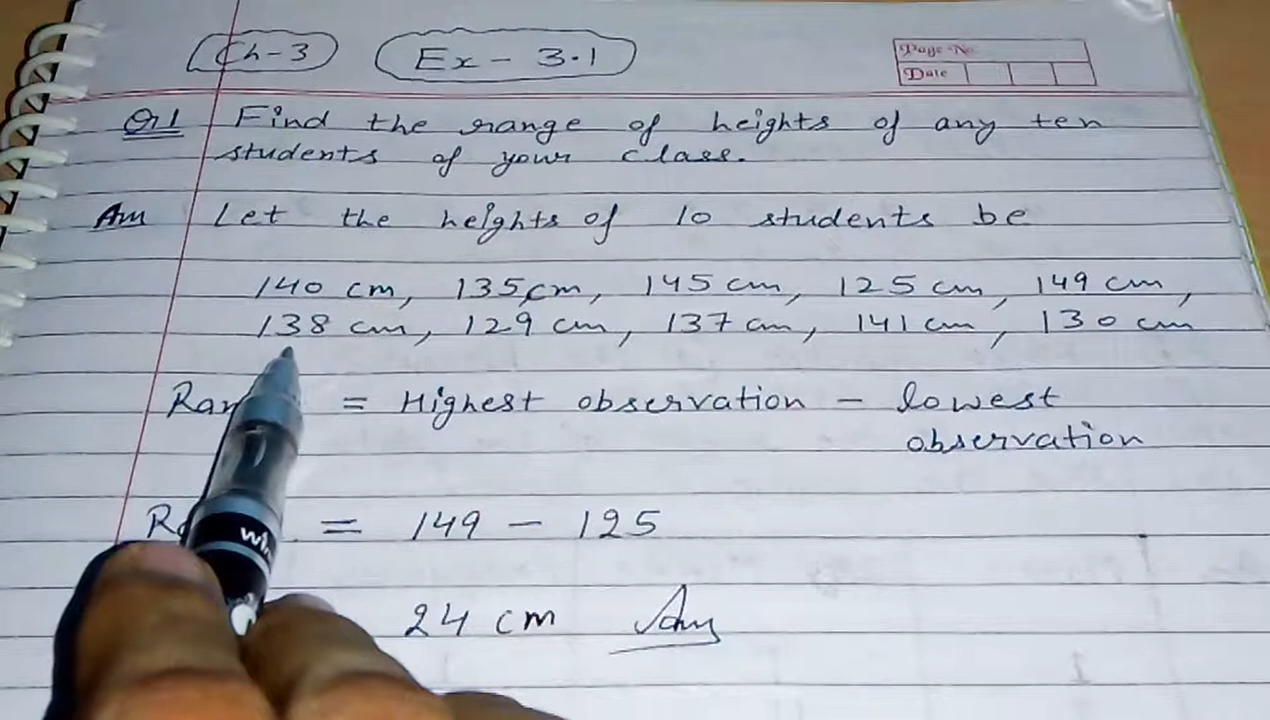 Ch-3 Ex - 3.1
Page No.
Date
Q1 Find the range of heights of any ten
students of your class.
Ans Let the heights of 10 students be
140 cm, 135 cm, 145 cm, 125 cm, 149 cm,
138 cm, 129 cm, 137 cm, 141 cm, 130 cm
= Highest observation - lowest
observation
= 149 - 125
24 cm Ans